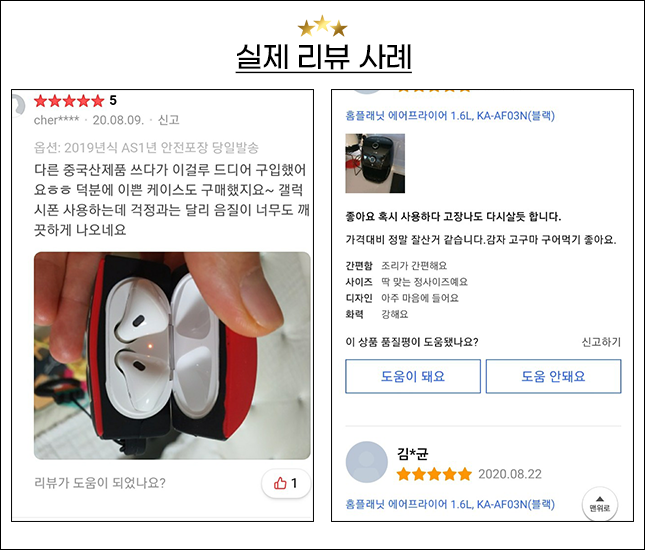 실제 리뷰 사례
5
cher**** · 20.08.09. · 신고
옵션: 2019년식 AS1년 안전포장 당일발송
다른 중국산제품 쓰다가 이걸루 드디어 구입했어
요ㅎㅎ 덕분에 이쁜 케이스도 구매했지요~ 갤럭
시폰 사용하는데 걱정과는 달리 음질이 너무도 깨
끗하게 나오네요
리뷰가 도움이 되었나요?
1
홈플래닛 에어프라이어 1.6L, KA-AF03N(블랙)
좋아요 혹시 사용하다 고장나도 다시살듯 합니다.
가격대비 정말 잘산거 같습니다.감자 고구마 구어먹기 좋아요.
간편함 조리가 간편해요
사이즈 딱 맞는 정사이즈예요
디자인 아주 마음에 들어요
화력 강해요
이 상품 품질평이 도움됐나요? 신고하기
도움이 돼요 도움 안돼요
김*균
2020.08.22
홈플래닛 에어프라이어 1.6L, KA-AF03N(블랙)
맨위로